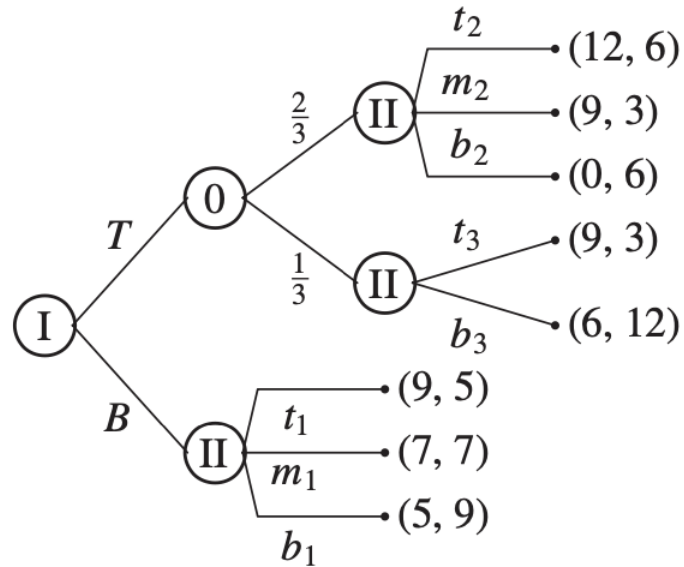 t₂
(12, 6)
2/3
II
m₂
(9, 3)
b₂
(0, 6)
0
T
t₃
(9, 3)
1/3
II
b₃
(6, 12)
I
B
(9, 5)
t₁
II
(7, 7)
m₁
(5, 9)
b₁